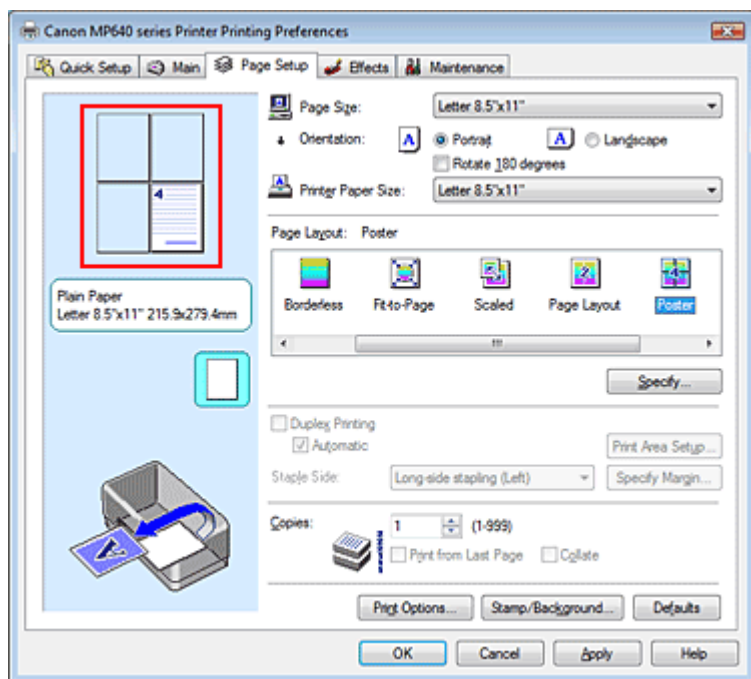 Canon MP640 series Printer Printing Preferences
Quick Setup Main Page Setup Effects Maintenance
4
Plain Paper
Letter 8.5"x11" 215.9x279.4mm
Page Size: Letter 8.5"x11"
Orientation: A Portrait A Landscape
Rotate 180 degrees
Printer Paper Size: Letter 8.5"x11"
Page Layout: Poster
Borderless Fit-to-Page Scaled Page Layout Poster
Specify...
Duplex Printing
Automatic Print Area Setup...
Staple Side: Long-side stapling (Left) Specify Margin...
Copies: 1 (1-999)
Print from Last Page Collate
Print Options... Stamp/Background... Defaults
OK Cancel Apply Help